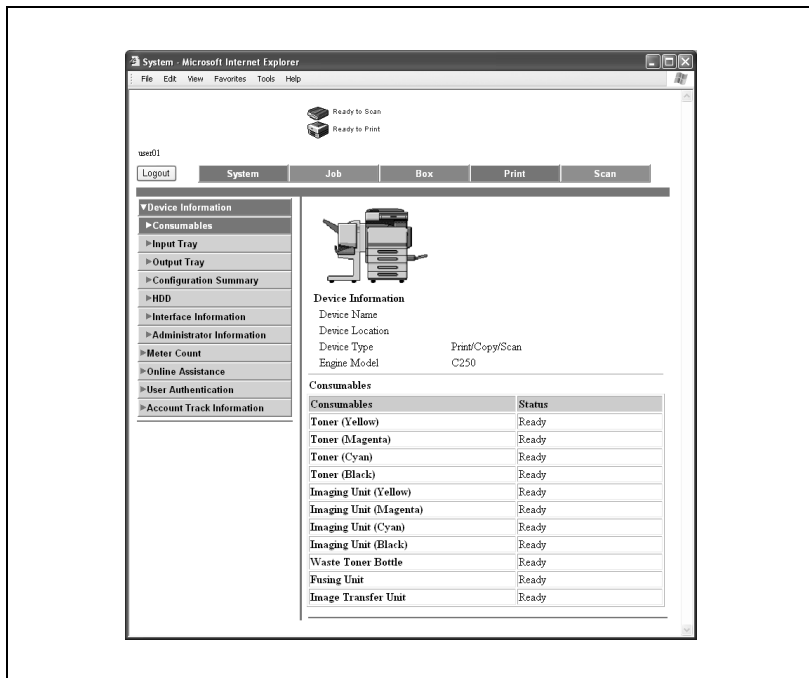 System - Microsoft Internet Explorer
File Edit View Favorites Tools Help
Ready to Scan
Ready to Print
user01
Logout System Job Box Print Scan
▼Device Information
▶Consumables
▶Input Tray
▶Output Tray
▶Configuration Summary
▶HDD
▶Interface Information
▶Administrator Information
▶Meter Count
▶Online Assistance
▶User Authentication
▶Account Track Information
Device Information
Device Name
Device Location
Device Type Print/Copy/Scan
Engine Model C250
Consumables
Consumables Status
Toner (Yellow) Ready
Toner (Magenta) Ready
Toner (Cyan) Ready
Toner (Black) Ready
Imaging Unit (Yellow) Ready
Imaging Unit (Magenta) Ready
Imaging Unit (Cyan) Ready
Imaging Unit (Black) Ready
Waste Toner Bottle Ready
Fusing Unit Ready
Image Transfer Unit Ready